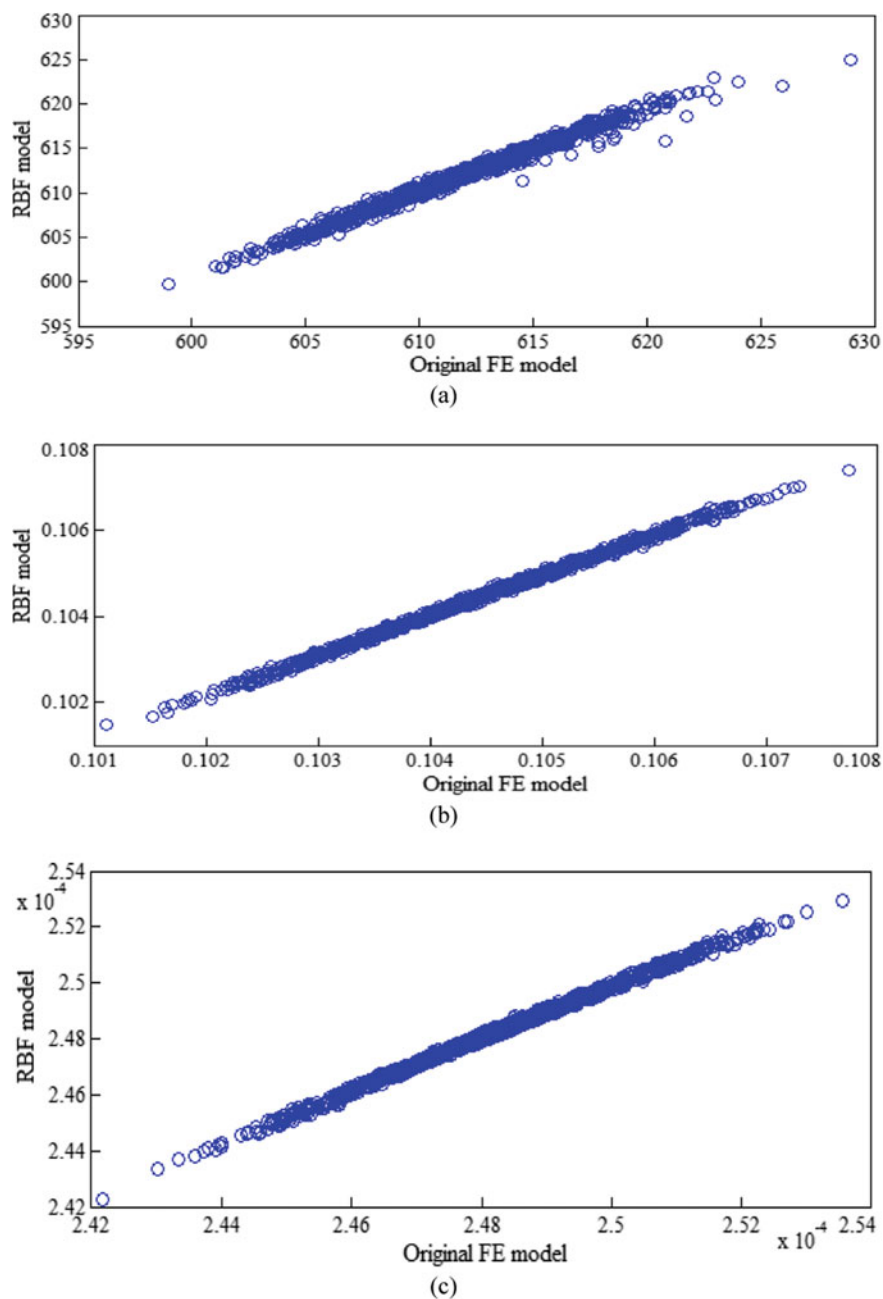 630
625
620
615
610
605
600
595
RBF model
595 600 605 610 615 620 625 630
Original FE model
(a)
0.108
0.106
0.104
0.102
RBF model
0.101 0.102 0.103 0.104 0.105 0.106 0.107 0.108
Original FE model
(b)
2.54
x 10⁻⁴
2.52
2.5
2.48
2.46
2.44
2.42
RBF model
2.42 2.44 2.46 2.48 2.5 2.52 2.54
x 10⁻⁴
Original FE model
(c)